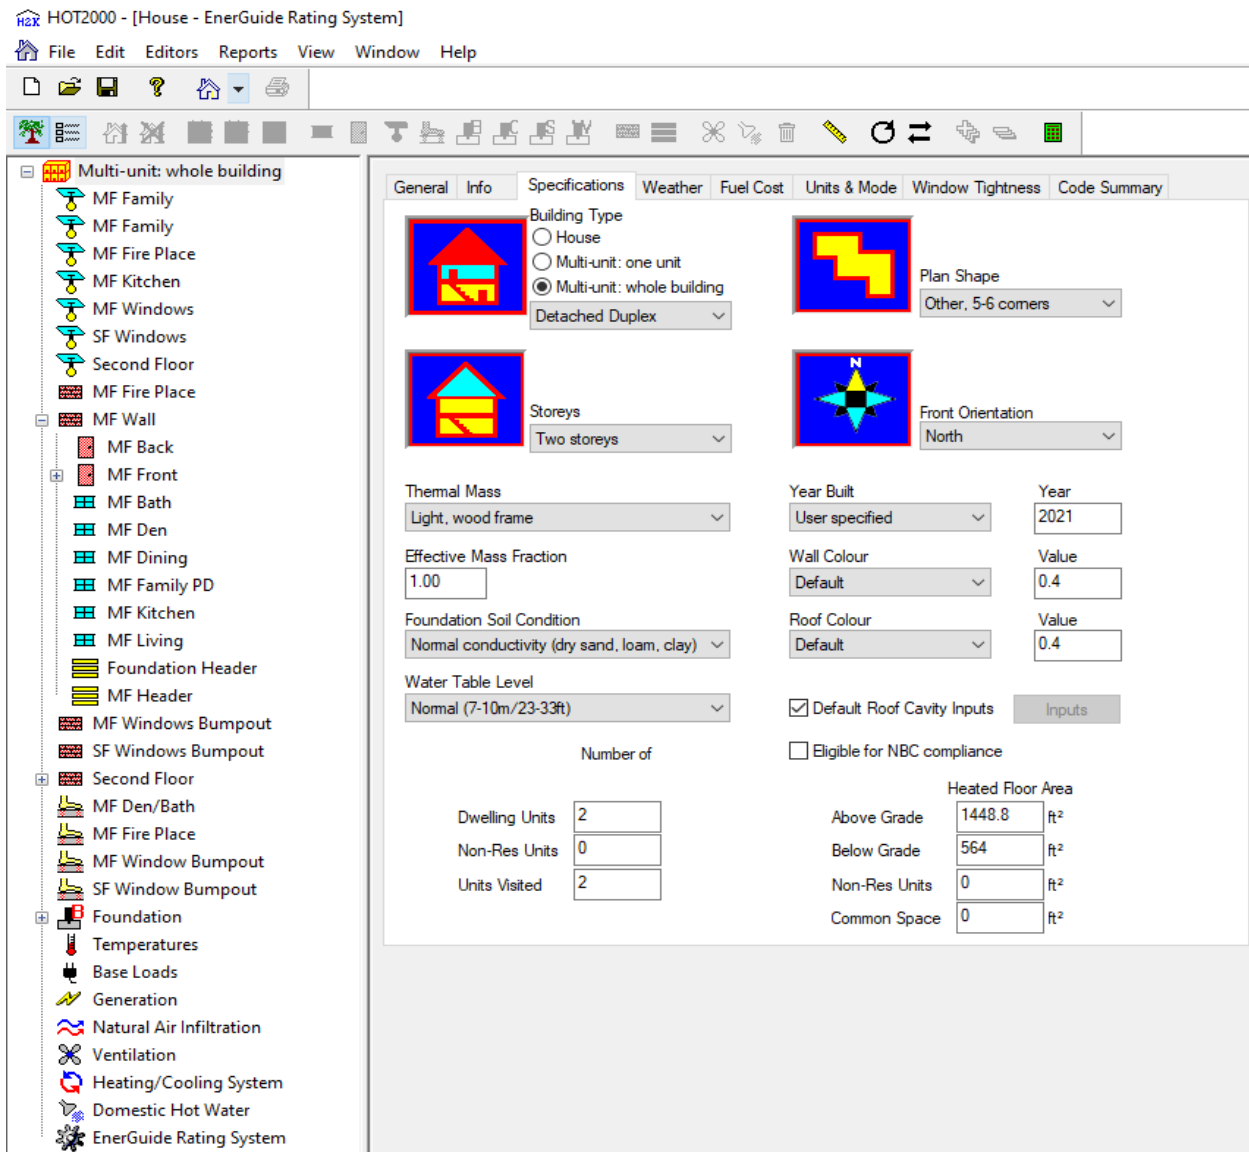 H2K HOT2000 - [House - EnerGuide Rating System]
File Edit Editors Reports View Window Help
Multi-unit: whole building
MF Family
MF Family
MF Fire Place
MF Kitchen
MF Windows
SF Windows
Second Floor
MF Fire Place
MF Wall
MF Back
MF Front
MF Bath
MF Den
MF Dining
MF Family PD
MF Kitchen
MF Living
Foundation Header
MF Header
MF Windows Bumpout
SF Windows Bumpout
Second Floor
MF Den/Bath
MF Fire Place
MF Window Bumpout
SF Window Bumpout
Foundation
Temperatures
Base Loads
Generation
Natural Air Infiltration
Ventilation
Heating/Cooling System
Domestic Hot Water
EnerGuide Rating System
General Info Specifications Weather Fuel Cost Units & Mode Window Tightness Code Summary
Building Type
House
Multi-unit: one unit
Multi-unit: whole building
Detached Duplex
Plan Shape
Other, 5-6 corners
Storeys
Two storeys
N
Front Orientation
North
Thermal Mass
Light, wood frame
Year Built Year
User specified 2021
Effective Mass Fraction
1.00
Wall Colour Value
Default 0.4
Foundation Soil Condition
Normal conductivity (dry sand, loam, clay)
Roof Colour Value
Default 0.4
Water Table Level
Normal (7-10m/23-33ft)
Default Roof Cavity Inputs Inputs
Eligible for NBC compliance
Number of
Dwelling Units 2
Non-Res Units 0
Units Visited 2
Heated Floor Area
Above Grade 1448.8 ft²
Below Grade 564 ft²
Non-Res Units 0 ft²
Common Space 0 ft²